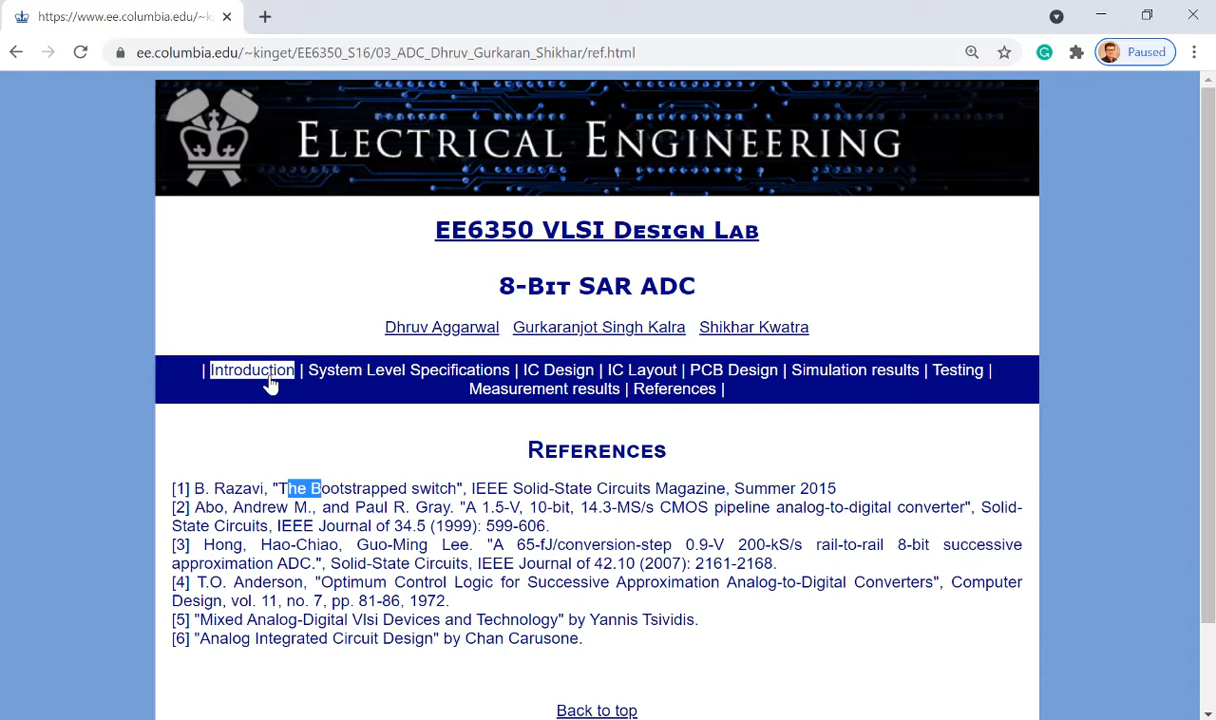 https://www.ee.columbia.edu/~ki
ee.columbia.edu/~kinget/EE6350_S16/03_ADC_Dhruv_Gurkaran_Shikhar/ref.html
Paused
Electrical Engineering
EE6350 VLSI Design Lab
8-Bit SAR ADC
Dhruv Aggarwal Gurkaranjot Singh Kalra Shikhar Kwatra
| Introduction | System Level Specifications | IC Design | IC Layout | PCB Design | Simulation results | Testing |
Measurement results | References |
References
[1] B. Razavi, "The Bootstrapped switch", IEEE Solid-State Circuits Magazine, Summer 2015
[2] Abo, Andrew M., and Paul R. Gray. "A 1.5-V, 10-bit, 14.3-MS/s CMOS pipeline analog-to-digital converter", Solid-
State Circuits, IEEE Journal of 34.5 (1999): 599-606.
[3] Hong, Hao-Chiao, Guo-Ming Lee. "A 65-fJ/conversion-step 0.9-V 200-kS/s rail-to-rail 8-bit successive
approximation ADC.", Solid-State Circuits, IEEE Journal of 42.10 (2007): 2161-2168.
[4] T.O. Anderson, "Optimum Control Logic for Successive Approximation Analog-to-Digital Converters", Computer
Design, vol. 11, no. 7, pp. 81-86, 1972.
[5] "Mixed Analog-Digital Vlsi Devices and Technology" by Yannis Tsividis.
[6] "Analog Integrated Circuit Design" by Chan Carusone.
Back to top